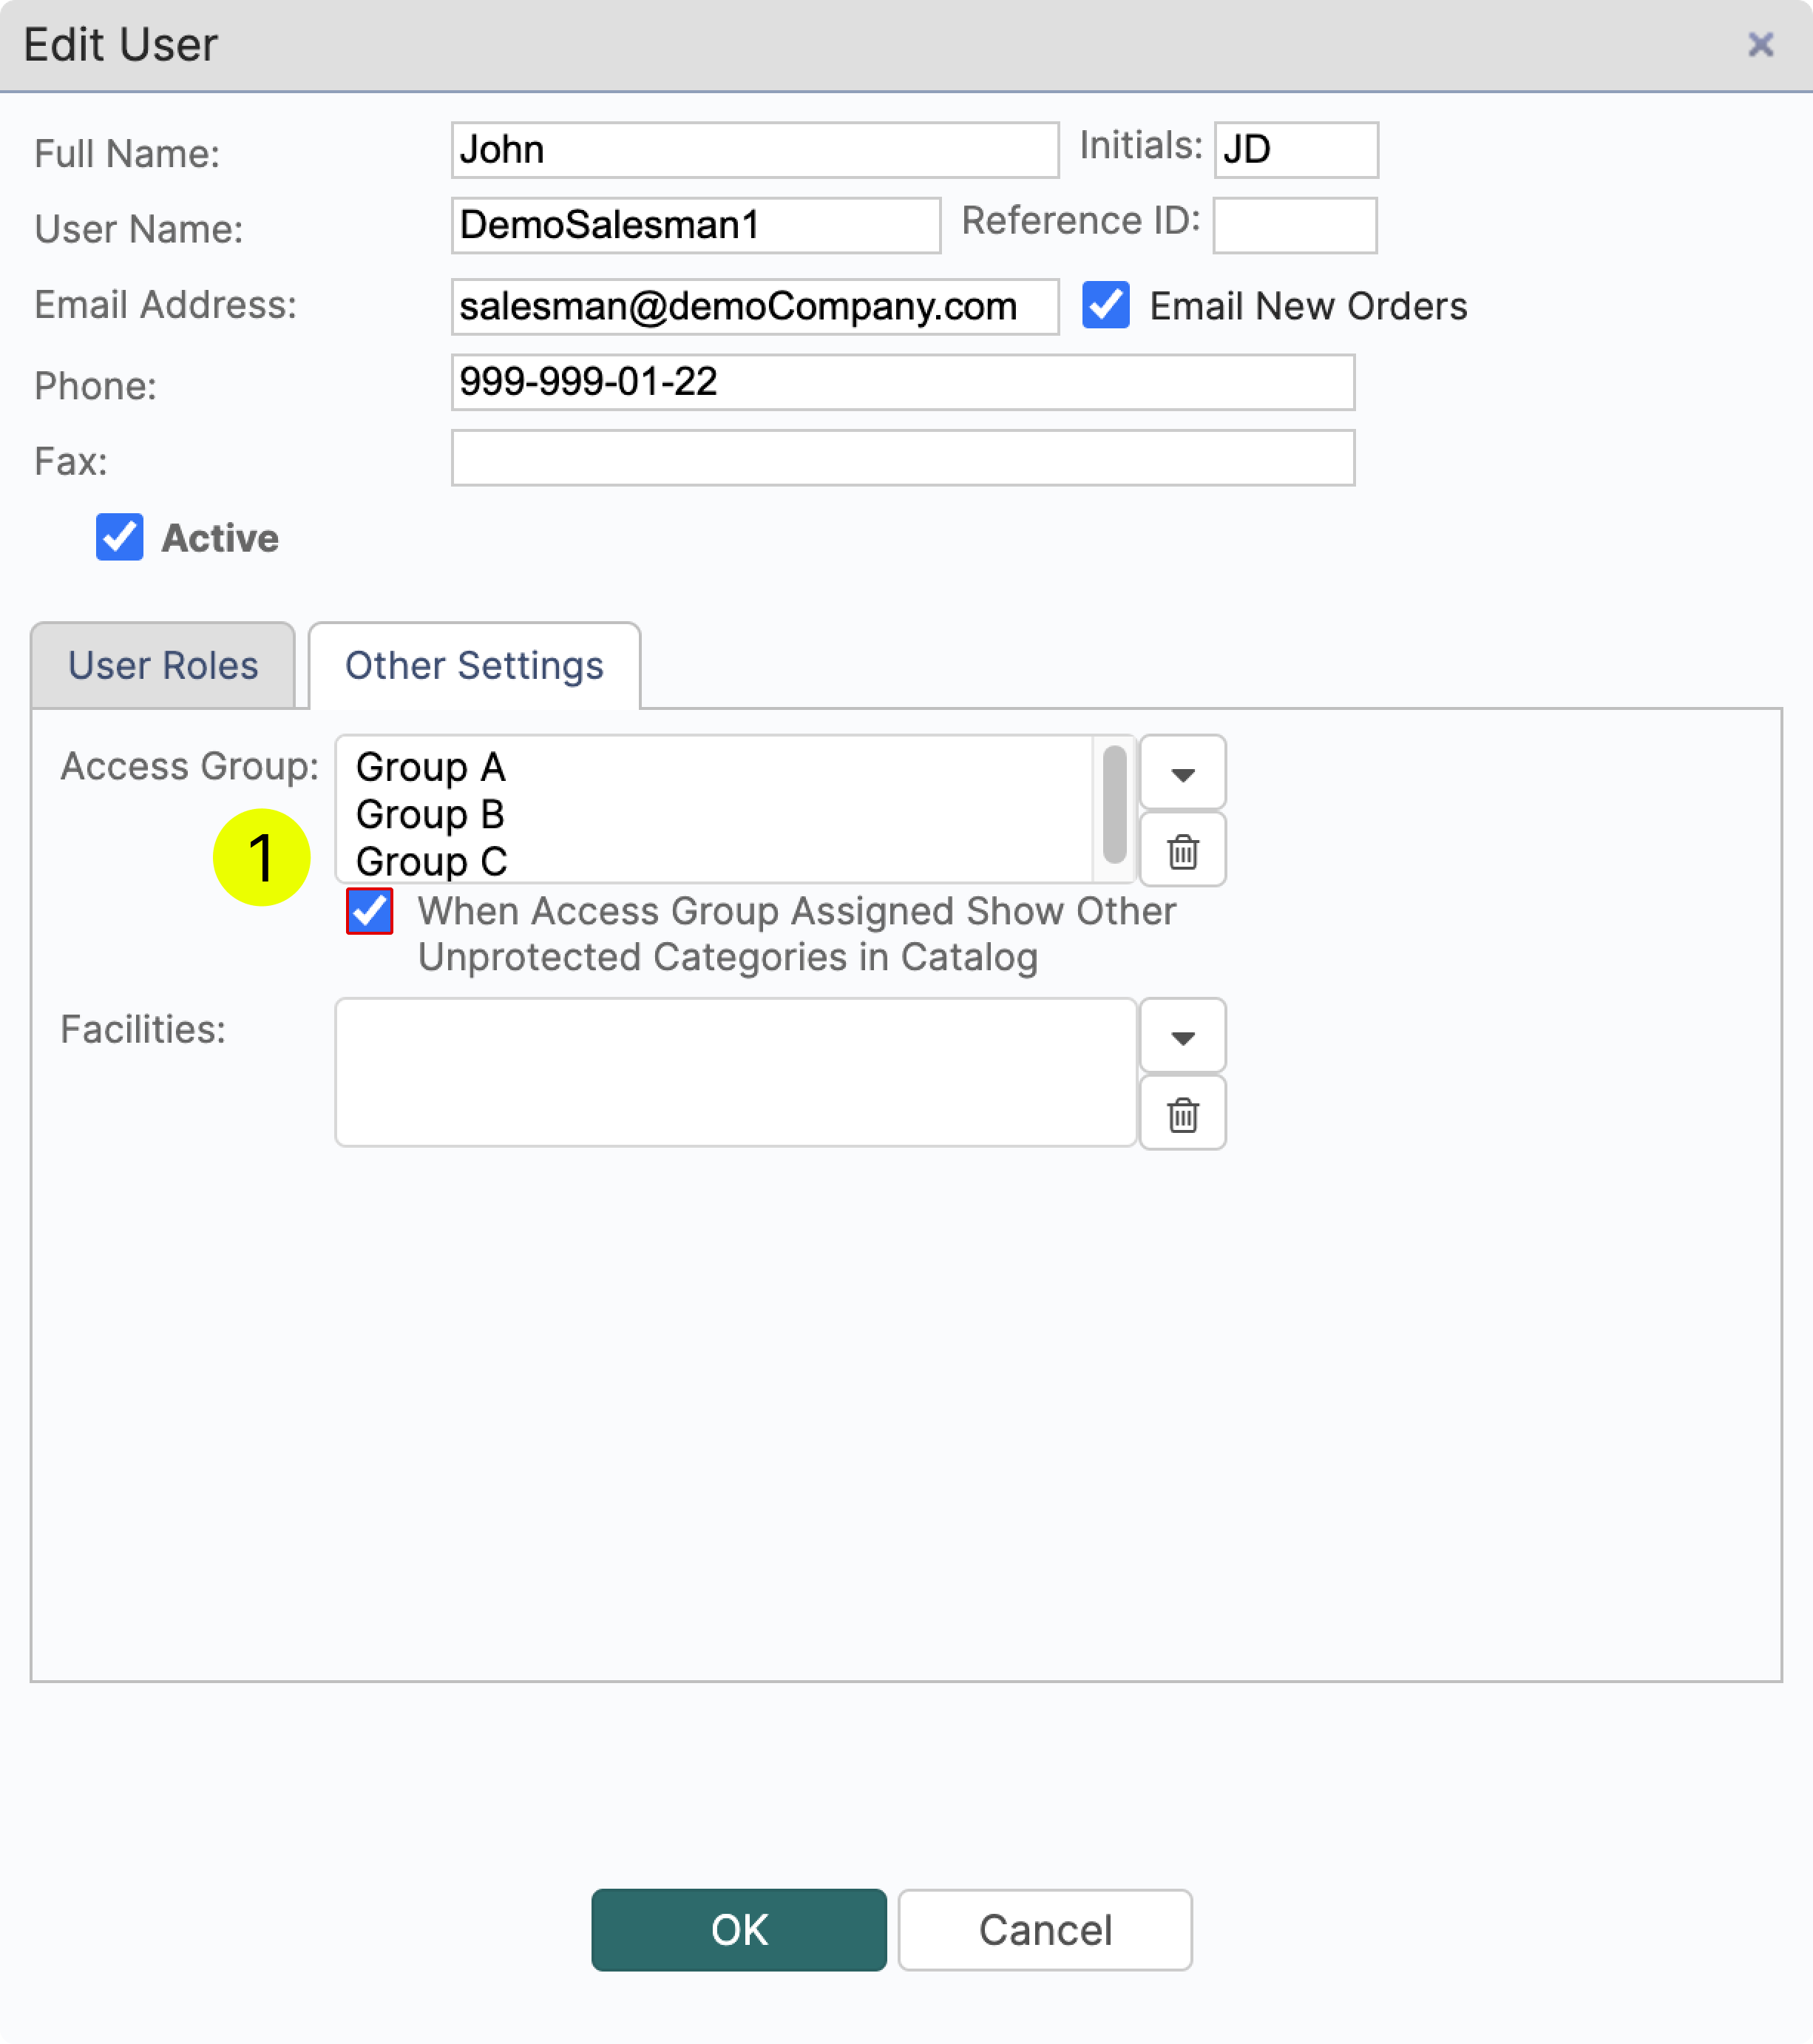 Edit User
Full Name: John Initials: JD
User Name: DemoSalesman1 Reference ID:
Email Address: salesman@demoCompany.com Email New Orders
Phone: 999-999-01-22
Fax:
Active
User Roles Other Settings
Access Group: Group A
Group B
1 Group C
When Access Group Assigned Show Other
Unprotected Categories in Catalog
Facilities:
OK Cancel